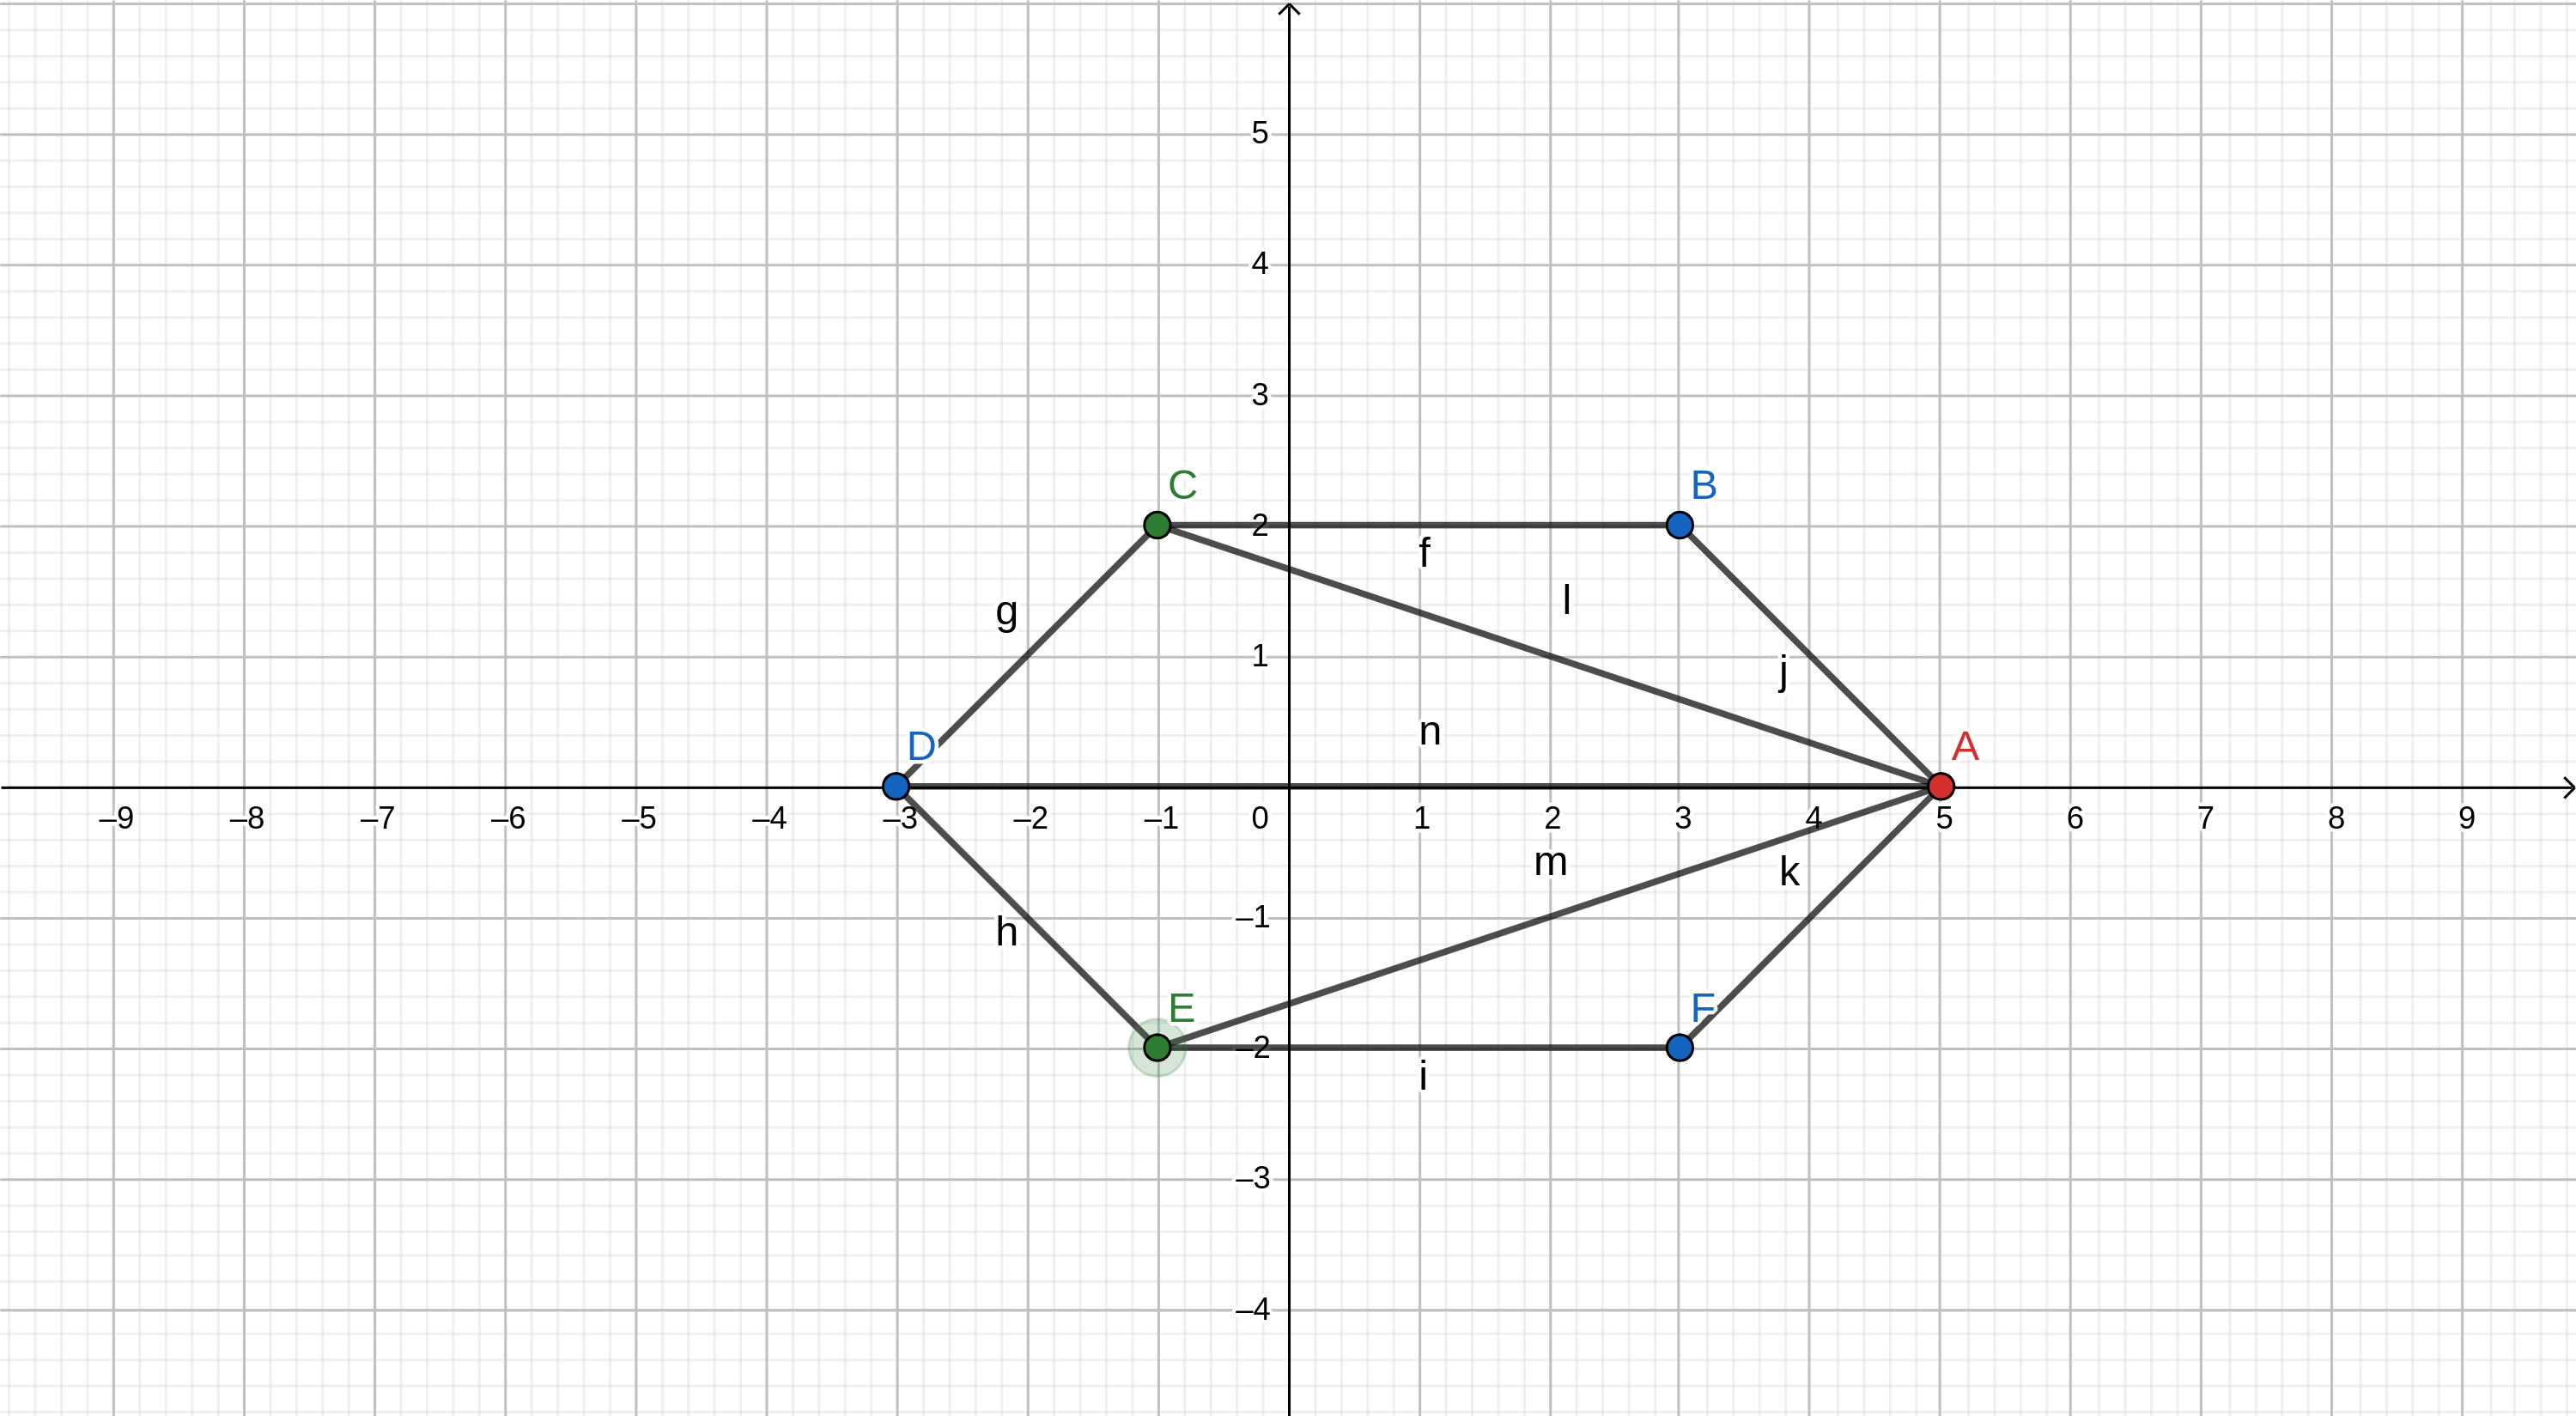 5
4
3
C
B
2
f
l
g
1
j
n
D
A
–9 –8 –7 –6 –5 –4 –3 –2 –1 0 1 2 3 4 5 6 7 8 9
m
k
–1
h
E
F
–2
i
–3
–4